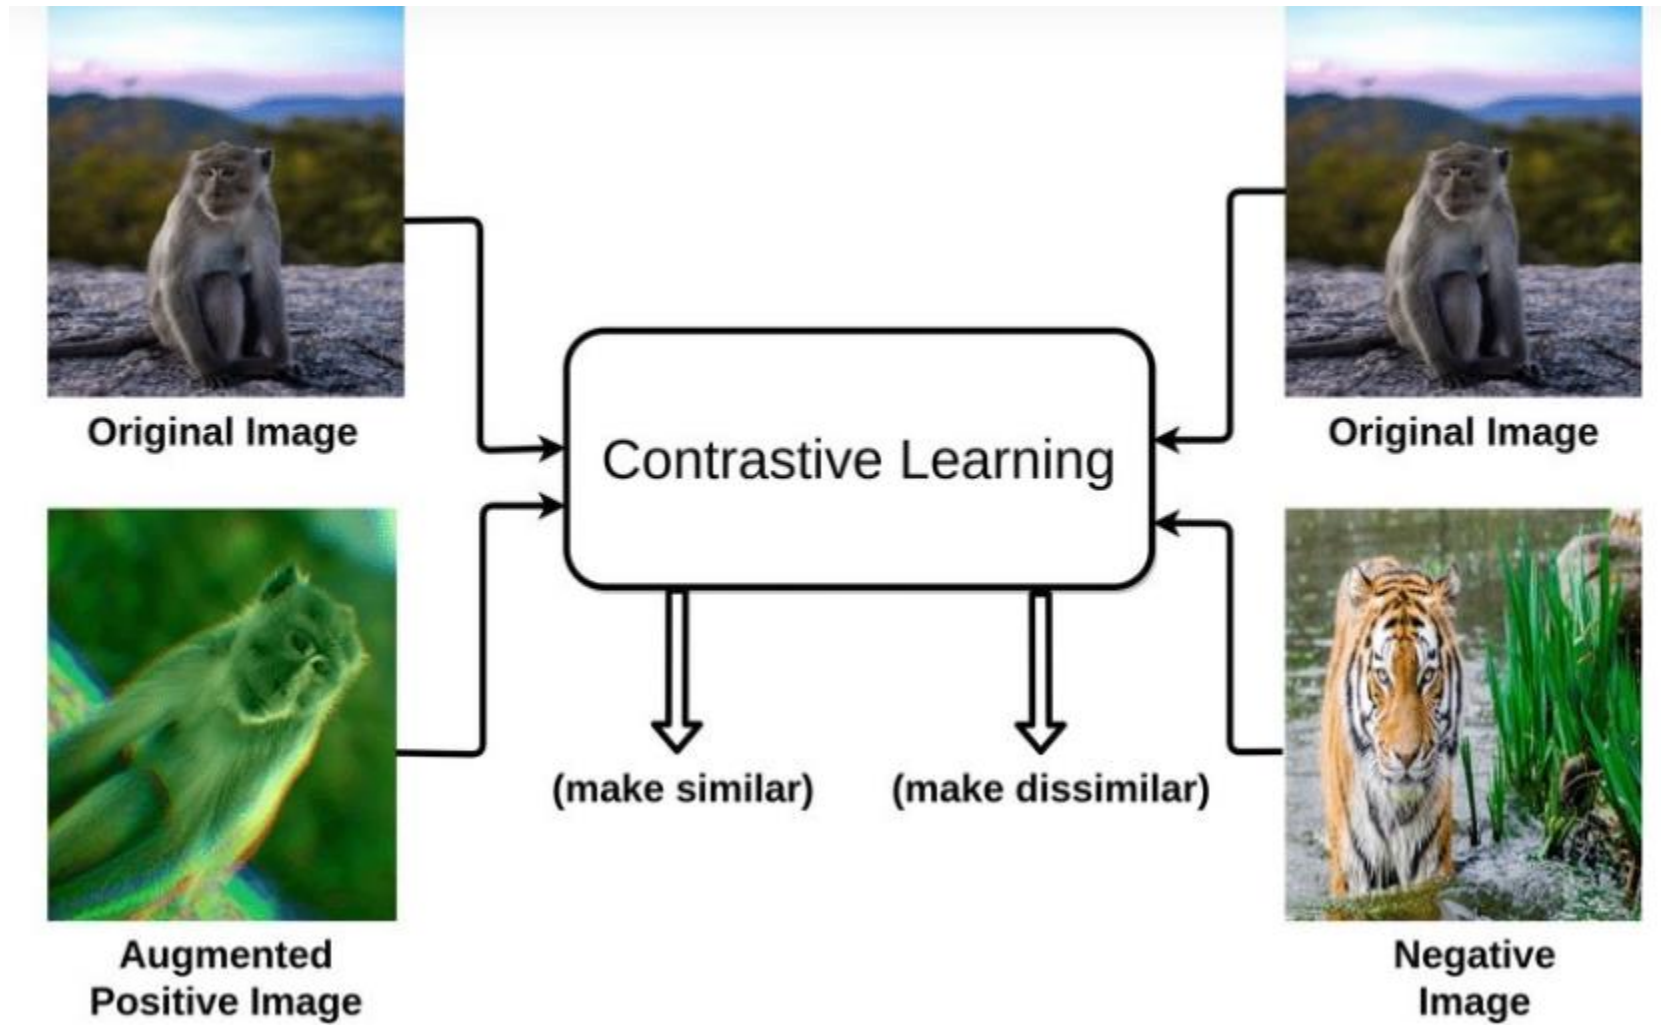 Original Image
Original Image
Contrastive Learning
(make similar)
(make dissimilar)
Augmented
Positive Image
Negative
Image